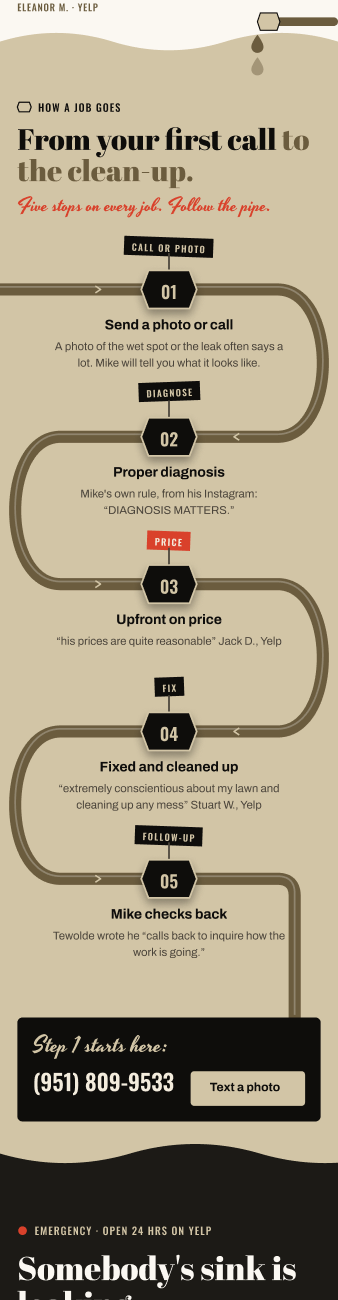 ELEANOR M. · YELP
HOW A JOB GOES
From your first call to
the clean-up.
Five stops on every job. Follow the pipe.
CALL OR PHOTO
01
Send a photo or call
A photo of the wet spot or the leak often says a
lot. Mike will tell you what it looks like.
DIAGNOSE
02
Proper diagnosis
Mike's own rule, from his Instagram:
“DIAGNOSIS MATTERS.”
PRICE
03
Upfront on price
“his prices are quite reasonable” Jack D., Yelp
FIX
04
Fixed and cleaned up
“extremely conscientious about my lawn and
cleaning up any mess” Stuart W., Yelp
FOLLOW-UP
05
Mike checks back
Tewolde wrote he “calls back to inquire how the
work is going.”
Step 1 starts here:
(951) 809-9533
Text a photo
EMERGENCY · OPEN 24 HRS ON YELP
Somebody's sink is